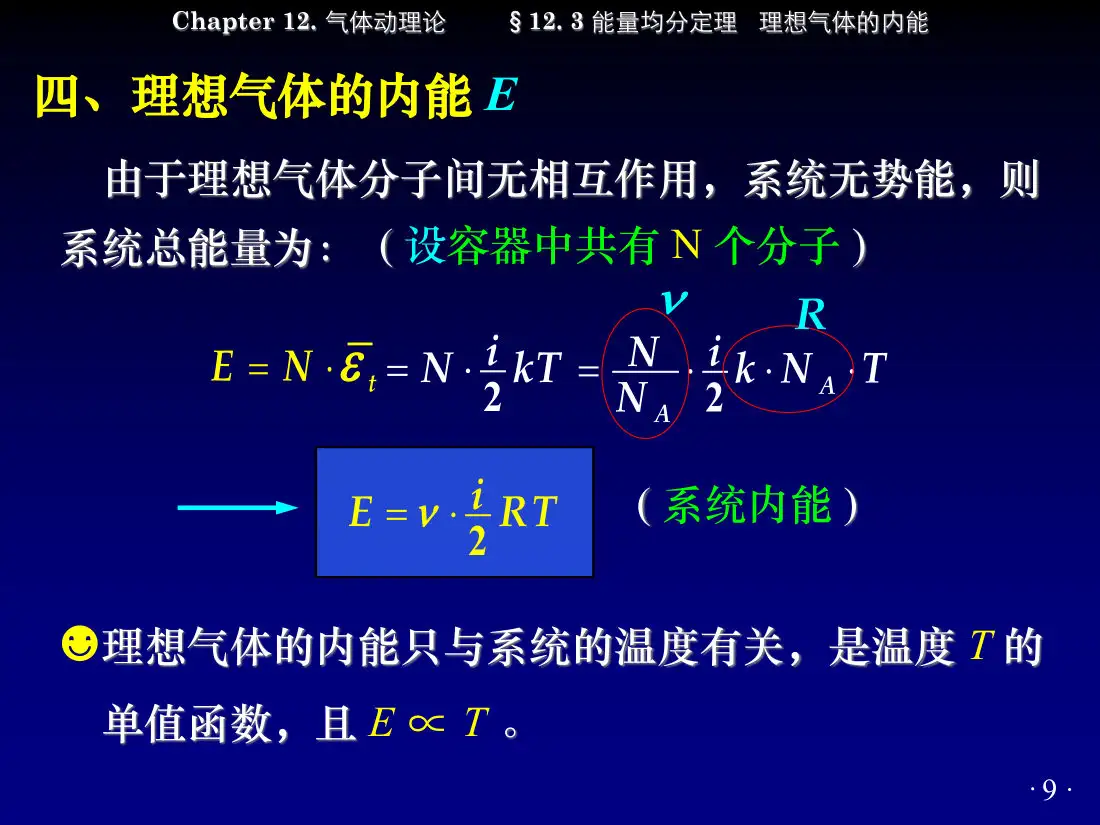 Chapter 12. 气体动理论 §12. 3 能量均分定理 理想气体的内能
四、理想气体的内能 E
由于理想气体分子间无相互作用，系统无势能，则
系统总能量为：（设容器中共有 N 个分子）
ν R
E = N · ε̄ₜ = N · i/2 kT = N/N_A · i/2 k · N_A · T
E = ν · i/2 RT （系统内能）
理想气体的内能只与系统的温度有关，是温度 T 的
单值函数，且 E ∝ T 。
· 9 ·